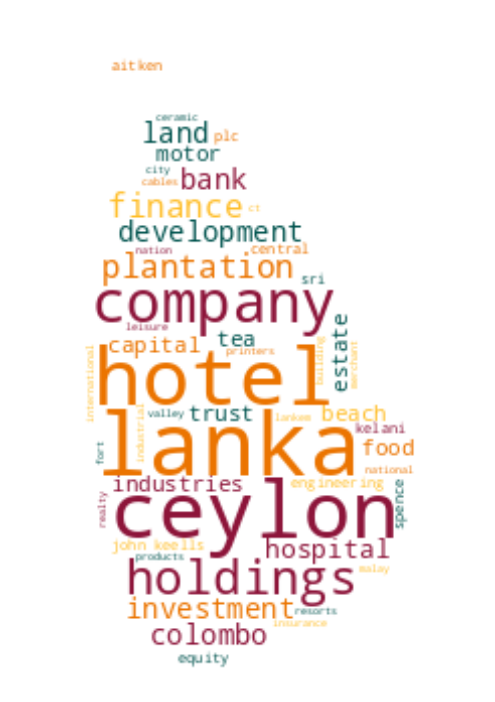 aitken
ceramic
land plc
motor
city
cables bank
finance ct
development
nation central
plantation sri
company
leisure estate
capital tea
printers building merchant
international hotel
industrial valley trust lankem beach
lanka kelani
fort food
national
industries engineering
realty ceylon spence
john keells hospital
products
holdings malay
investment resorts
insurance
colombo
equity